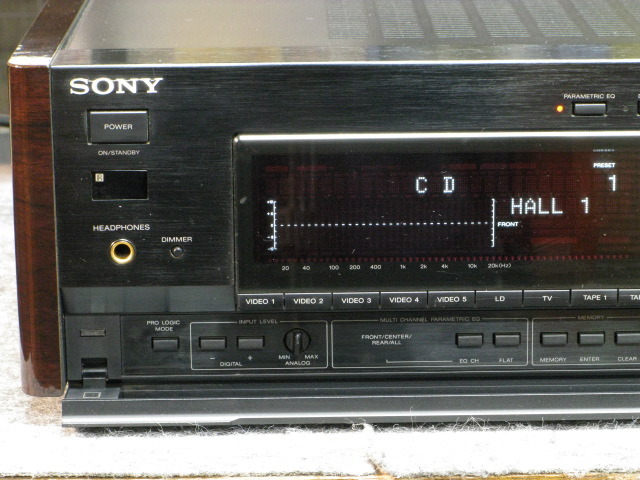 SONY
PARAMETRIC EQ
POWER
ON/STANDBY
PRESET
CD 1
HALL 1
FRONT
HEADPHONES
DIMMER
20 40 100 200 400 1k 2k 4k 10k 20k(Hz)
VIDEO 1 VIDEO 2 VIDEO 3 VIDEO 4 VIDEO 5 LD TV TAPE 1
PRO LOGIC
MODE
INPUT LEVEL
MULTI CHANNEL PARAMETRIC EQ
MEMORY
FRONT/CENTER/
REAR/ALL
- +
DIGITAL
MIN MAX
ANALOG
EQ CH FLAT
MEMORY ENTER CLEAR